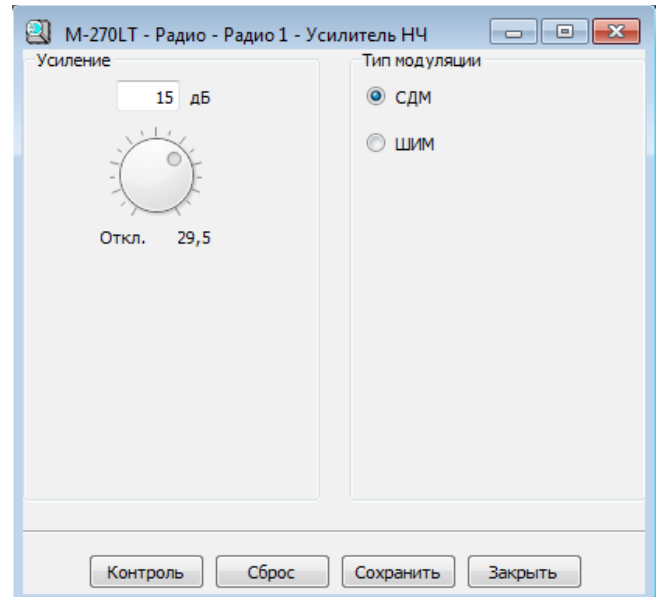 M-270LT - Радио - Радио 1 - Усилитель НЧ
Усиление
15 дБ
Откл. 29,5
Тип модуляции
СДМ
ШИМ
Контроль Сброс Сохранить Закрыть